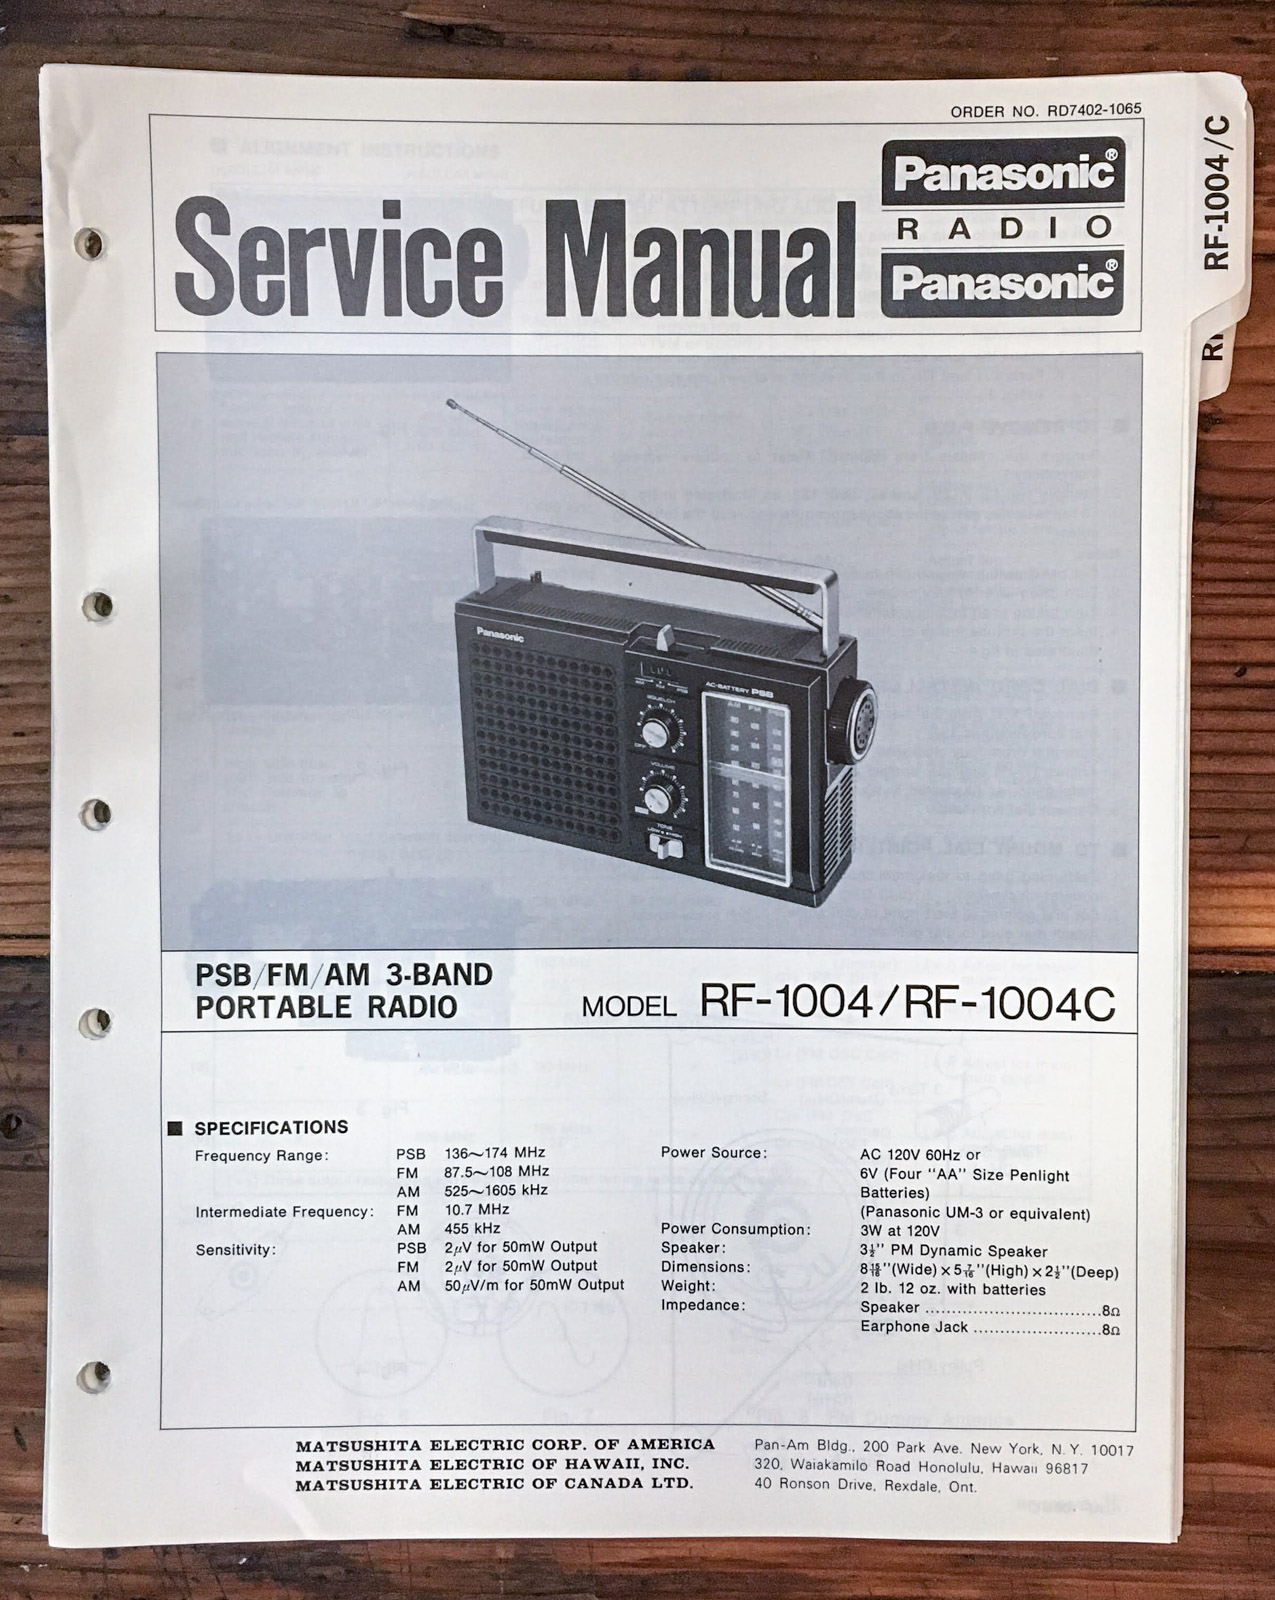 ORDER NO. RD7402-1065
Service Manual
Panasonic®
RADIO
Panasonic®
RF-1004/C
Panasonic
AC-BATTERY PSB
AM FM
SQUELCH
OFF
VOLUME
TONE
LOW HIGH
PSB/FM/AM 3-BAND
PORTABLE RADIO
MODEL RF-1004/RF-1004C
■ SPECIFICATIONS
Frequency Range: PSB 136~174 MHz
FM 87.5~108 MHz
AM 525~1605 kHz
Intermediate Frequency: FM 10.7 MHz
AM 455 kHz
Sensitivity: PSB 2μV for 50mW Output
FM 2μV for 50mW Output
AM 50μV/m for 50mW Output
Power Source: AC 120V 60Hz or
6V (Four "AA" Size Penlight
Batteries)
(Panasonic UM-3 or equivalent)
Power Consumption: 3W at 120V
Speaker: 3½" PM Dynamic Speaker
Dimensions: 8 15/16"(Wide) x 5 7/16"(High) x 2½"(Deep)
Weight: 2 lb. 12 oz. with batteries
Impedance: Speaker ..............................8Ω
Earphone Jack ......................8Ω
MATSUSHITA ELECTRIC CORP. OF AMERICA Pan-Am Bldg., 200 Park Ave. New York, N.Y. 10017
MATSUSHITA ELECTRIC OF HAWAII, INC. 320, Waiakamilo Road Honolulu, Hawaii 96817
MATSUSHITA ELECTRIC OF CANADA LTD. 40 Ronson Drive, Rexdale, Ont.